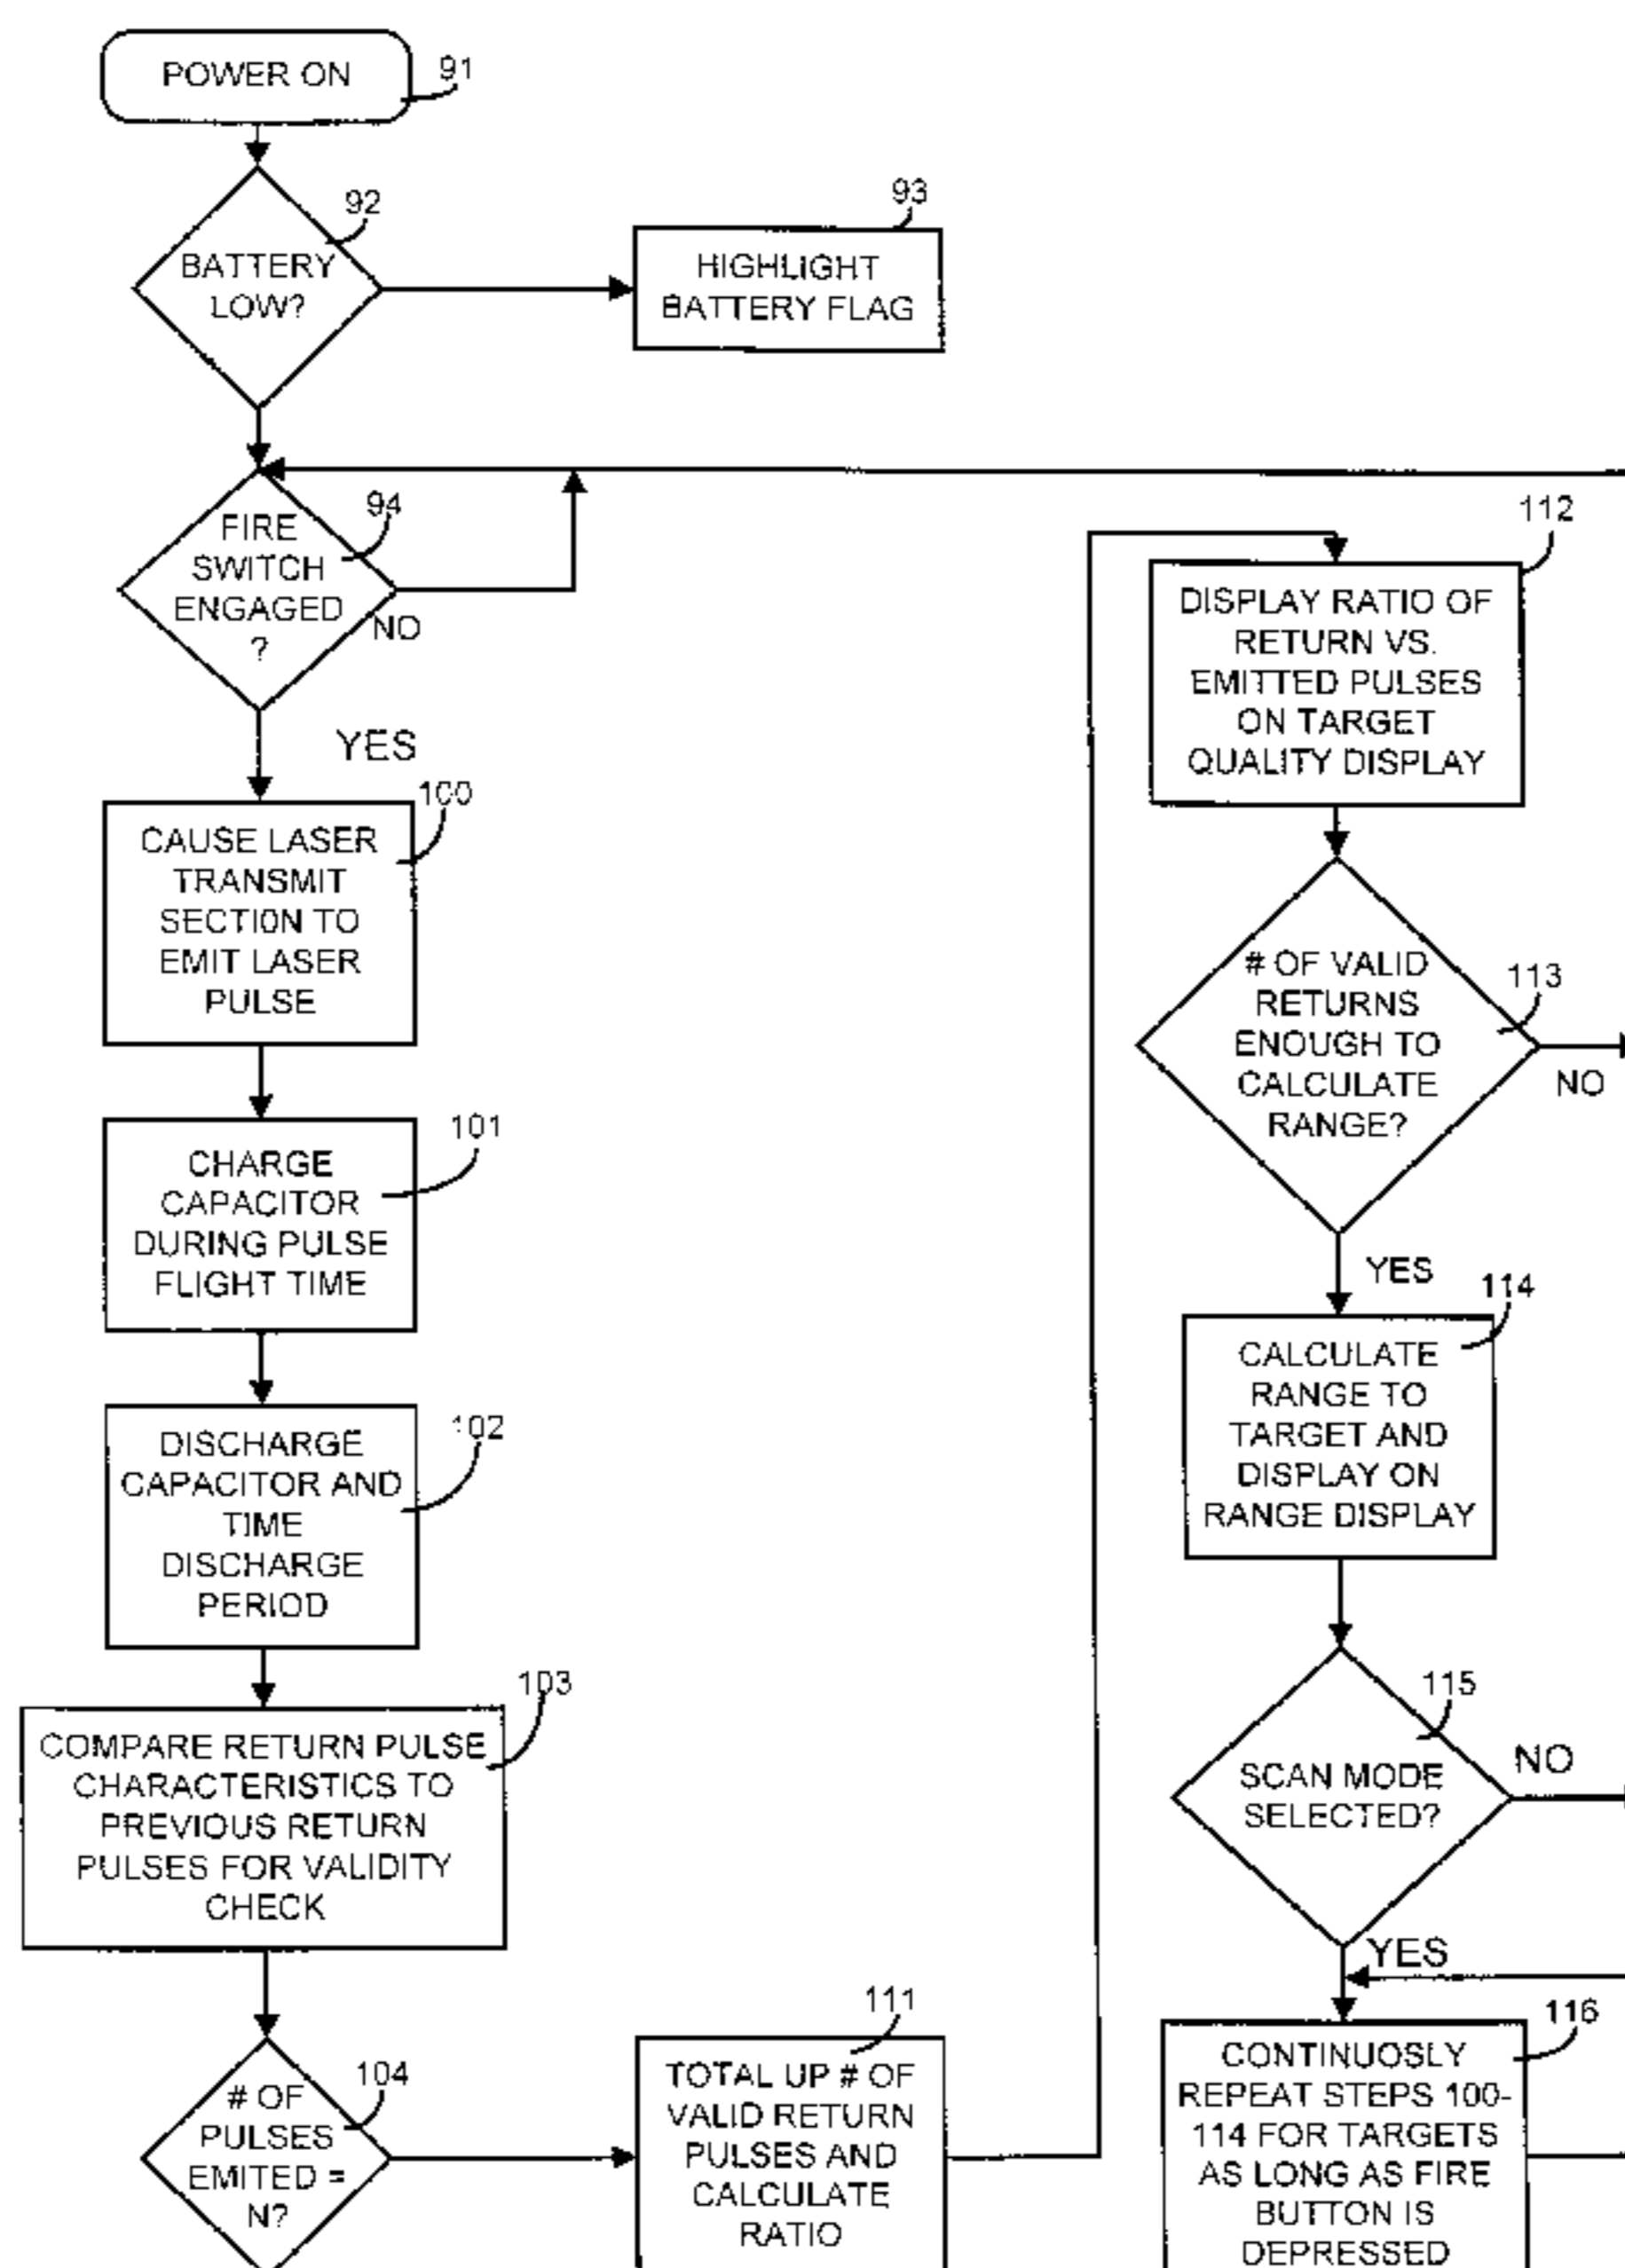 POWER ON
91
92
BATTERY
LOW?
93
HIGHLIGHT
BATTERY FLAG
94
FIRE
SWITCH
ENGAGED
?
NO
YES
100
CAUSE LASER
TRANSMIT
SECTION TO
EMIT LASER
PULSE
101
CHARGE
CAPACITOR
DURING PULSE
FLIGHT TIME
102
DISCHARGE
CAPACITOR AND
TIME
DISCHARGE
PERIOD
103
COMPARE RETURN PULSE
CHARACTERISTICS TO
PREVIOUS RETURN
PULSES FOR VALIDITY
CHECK
104
# OF
PULSES
EMITED =
N?
111
TOTAL UP # OF
VALID RETURN
PULSES AND
CALCULATE
RATIO
112
DISPLAY RATIO OF
RETURN VS.
EMITTED PULSES
ON TARGET
QUALITY DISPLAY
113
# OF VALID
RETURNS
ENOUGH TO
CALCULATE
RANGE?
NO
YES
114
CALCULATE
RANGE TO
TARGET AND
DISPLAY ON
RANGE DISPLAY
115
SCAN MODE
SELECTED?
NO
YES
116
CONTINUOSLY
REPEAT STEPS 100-
114 FOR TARGETS
AS LONG AS FIRE
BUTTON IS
DEPRESSED